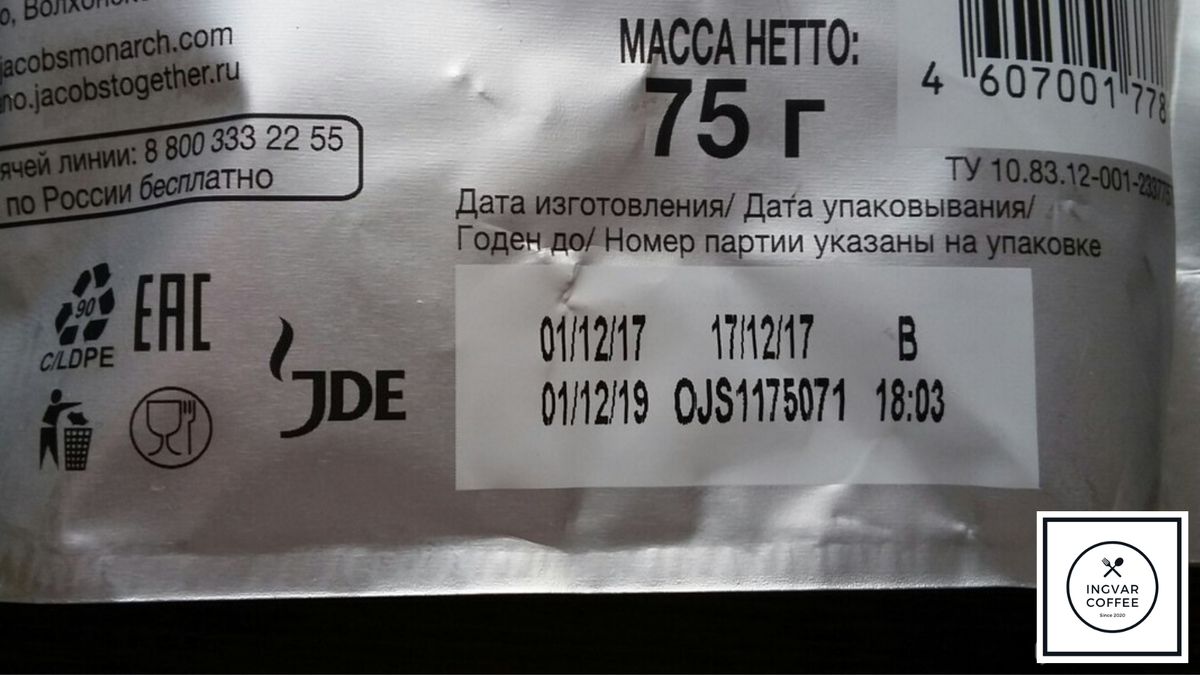 jacobsmonarch.com
no.jacobstogether.ru
ячей линии: 8 800 333 22 55
по России бесплатно
МАССА НЕТТО:
75 г
4 607001 778
ТУ 10.83.12-001-
Дата изготовления/ Дата упаковывания/
Годен до/ Номер партии указаны на упаковке
90
C/LDPE
EAC
JDE
01/12/17 17/12/17 В
01/12/19 OJS1175071 18:03
INGVAR
COFFEE
Since 2020